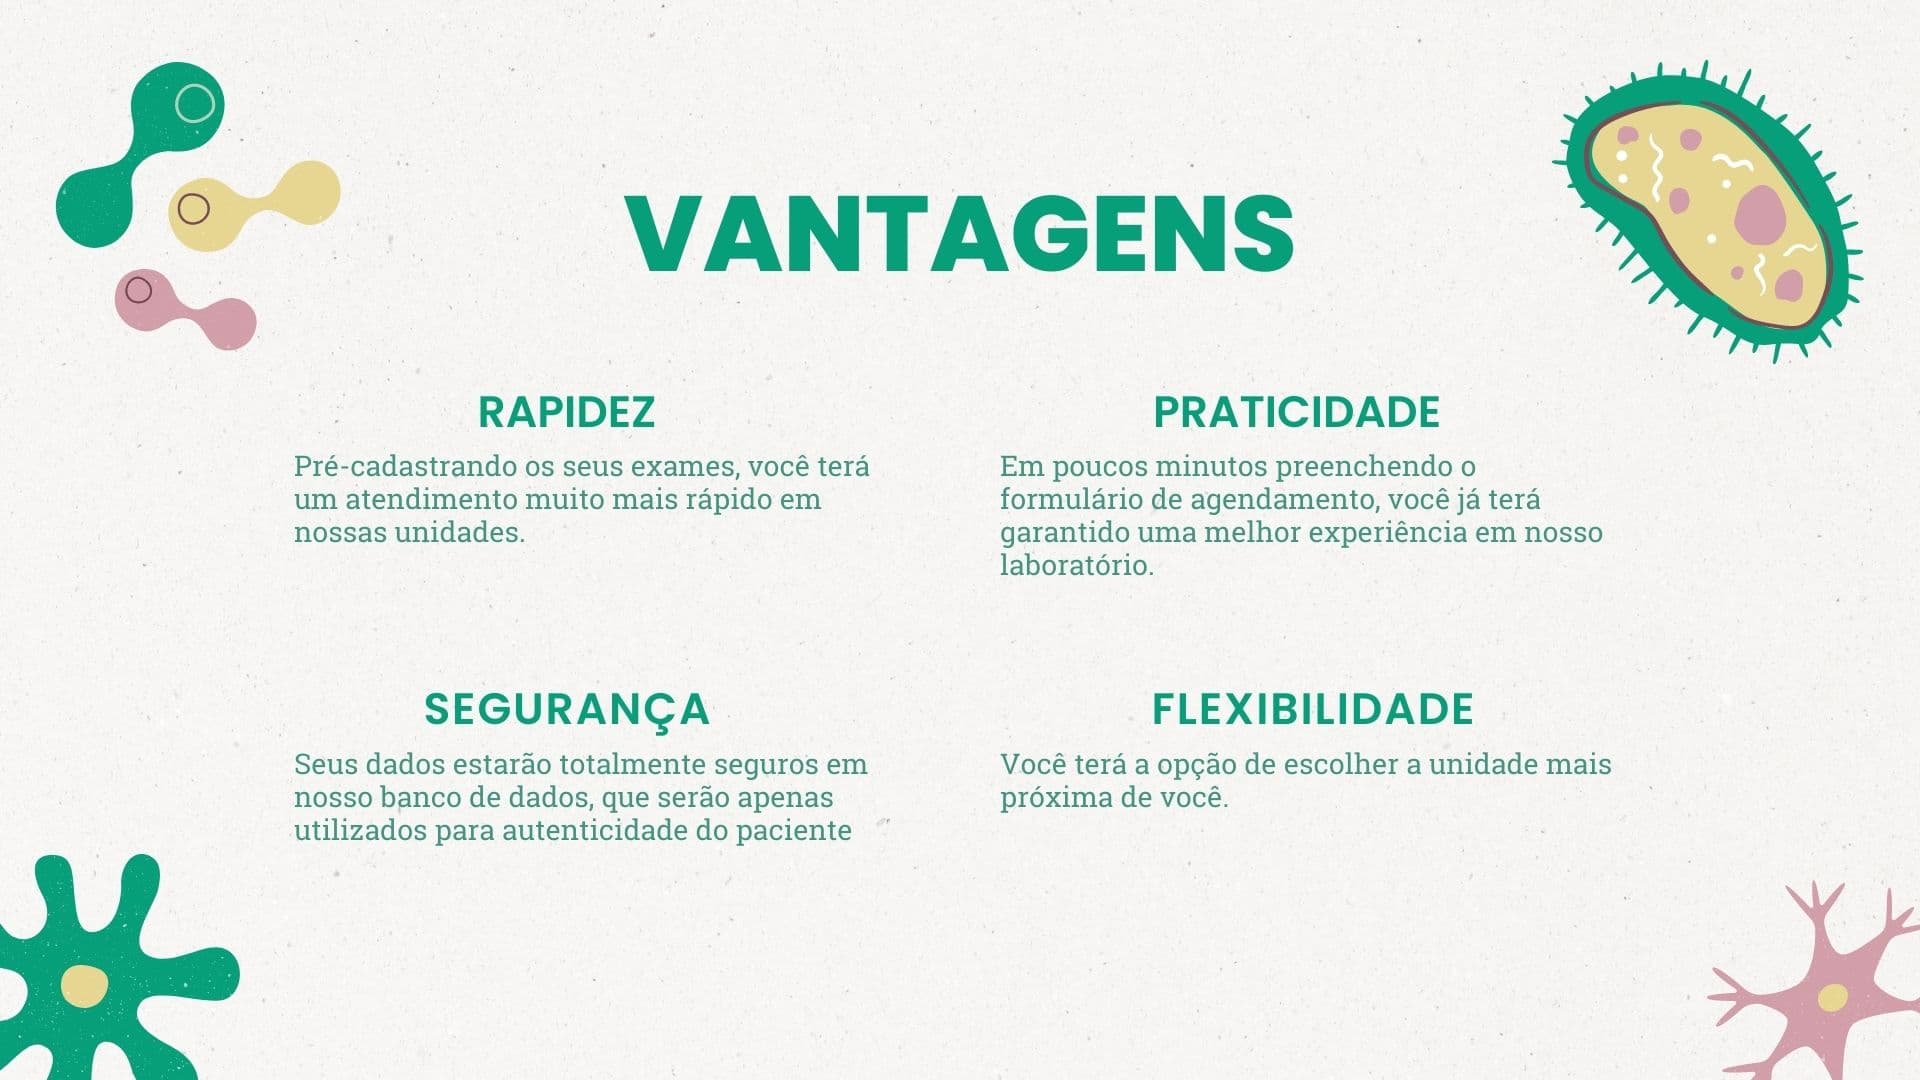 VANTAGENS
RAPIDEZ
Pré-cadastrando os seus exames, você terá
um atendimento muito mais rápido em
nossas unidades.
PRATICIDADE
Em poucos minutos preenchendo o
formulário de agendamento, você já terá
garantido uma melhor experiência em nosso
laboratório.
SEGURANÇA
Seus dados estarão totalmente seguros em
nosso banco de dados, que serão apenas
utilizados para autenticidade do paciente
FLEXIBILIDADE
Você terá a opção de escolher a unidade mais
próxima de você.